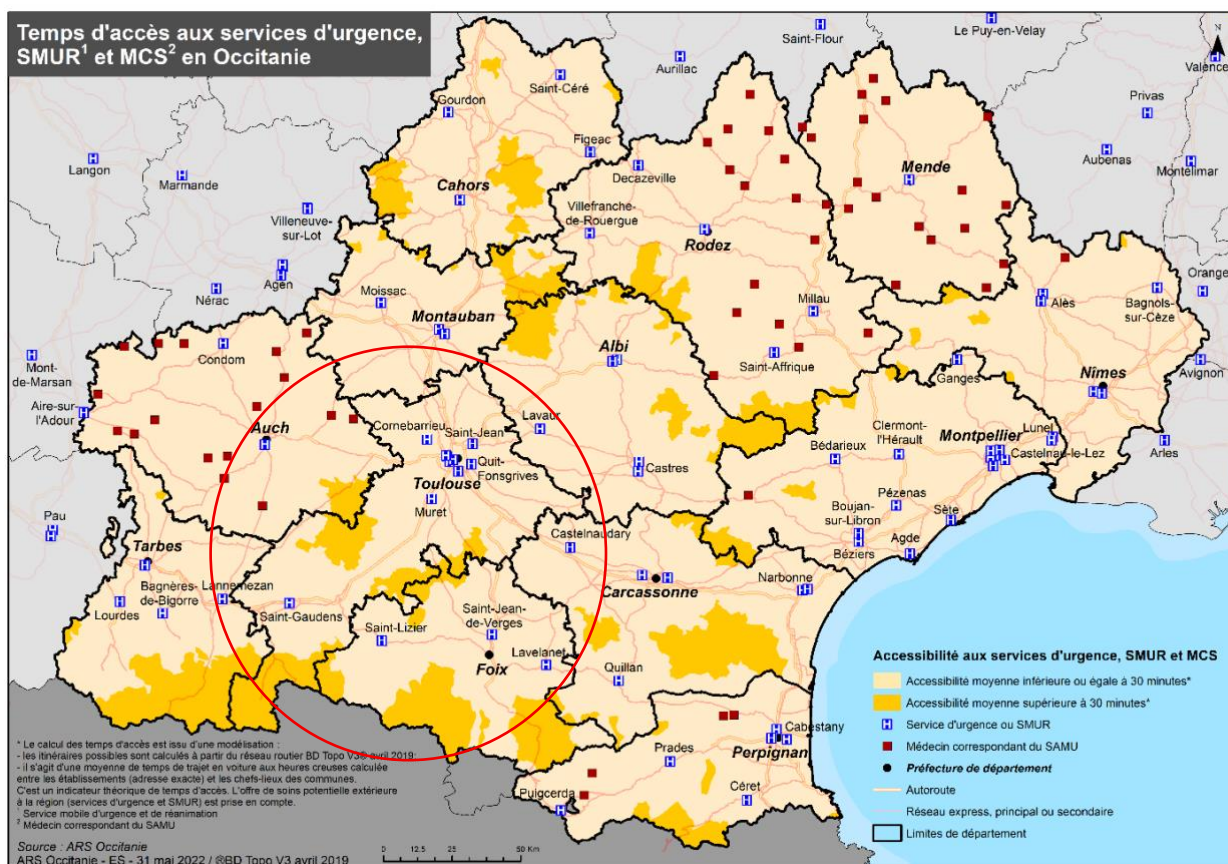 Temps d'accès aux services d'urgence,
SMUR¹ et MCS² en Occitanie
Saint-Flour
Le Puy-en-Velay
Aurillac
Valence
Saint-Céré
Gourdon
Privas
Figeac
Aubenas
Langon
Marmande
Decazeville
Mende
Montélimar
Cahors
Villeneuve-
sur-Lot
Villefranche-
de-Rouergue
Rodez
Agen
Nérac
Moissac
Millau
Alès
Orange
Bagnols-
sur-Cèze
Montauban
Condom
Albi
Mont-
de-Marsan
Saint-Affrique
Ganges
Nîmes
Avignon
Aire-sur-
l'Adour
Auch
Cornebarrieu
Saint-Jean
Lavaur
Clermont-
l'Hérault
Lunel
Montpellier
Bédarieux
Castelnau-le-Lez
Arles
Quit-
Fonsgrives
Castres
Toulouse
Muret
Pézenas
Boujan-
sur-Libron
Sète
Pau
Castelnaudary
Agde
Béziers
Tarbes
Carcassonne
Narbonne
Bagnères-
de-Bigorre
Lannemezan
Lourdes
Saint-Gaudens
Saint-Jean-
de-Verges
Saint-Lizier
Foix
Lavelanet
Quillan
Cabestany
Perpignan
Prades
Puigcerda
Céret
Accessibilité aux services d'urgence, SMUR et MCS
Accessibilité moyenne inférieure ou égale à 30 minutes*
Accessibilité moyenne supérieure à 30 minutes*
Service d'urgence ou SMUR
Médecin correspondant du SAMU
Préfecture de département
Autoroute
Réseau express, principal ou secondaire
Limites de département
* Le calcul des temps d'accès est issu d'une modélisation :
- les itinéraires possibles sont calculés à partir du réseau routier BD Topo V3® avril 2019;
- il s'agit d'une moyenne de temps de trajet en voiture aux heures creuses calculée
entre les établissements (adresse exacte) et les chefs-lieux des communes.
C'est un indicateur théorique de temps d'accès. L'offre de soins potentielle extérieure
à la région (services d'urgence et SMUR) est prise en compte.
¹ Service mobile d'urgence et de réanimation
² Médecin correspondant du SAMU
Source : ARS Occitanie
ARS Occitanie - ES - 31 mai 2022 / ®BD Topo V3 avril 2019
0 12.5 25 50 Km
N